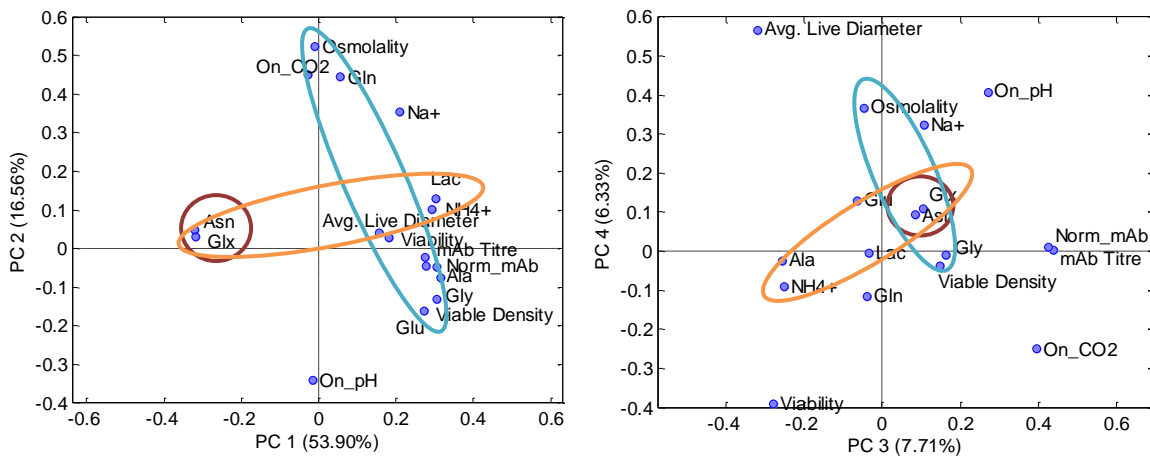 0.6
0.5
0.4
0.3
0.2
0.1
0
-0.1
-0.2
-0.3
-0.4
PC 2 (16.56%)
Osmolality
On_CO2
Gln
Na+
Lac
NH4+
Asn
Glx
Avg. Live Diameter
Viability
mAb Titre
Norm_mAb
Ala
Gly
Viable Density
Glu
On_pH
-0.6
-0.4
-0.2
0
0.2
0.4
0.6
PC 1 (53.90%)
0.6
0.5
0.4
0.3
0.2
0.1
0
-0.1
-0.2
-0.3
-0.4
PC 4 (6.33%)
Avg. Live Diameter
On_pH
Osmolality
Na+
Glx
Glu
Asn
Norm_mAb
mAb Titre
Gly
Lac
Ala
Viable Density
NH4+
Gln
On_CO2
Viability
-0.4
-0.2
0
0.2
0.4
0.6
PC 3 (7.71%)